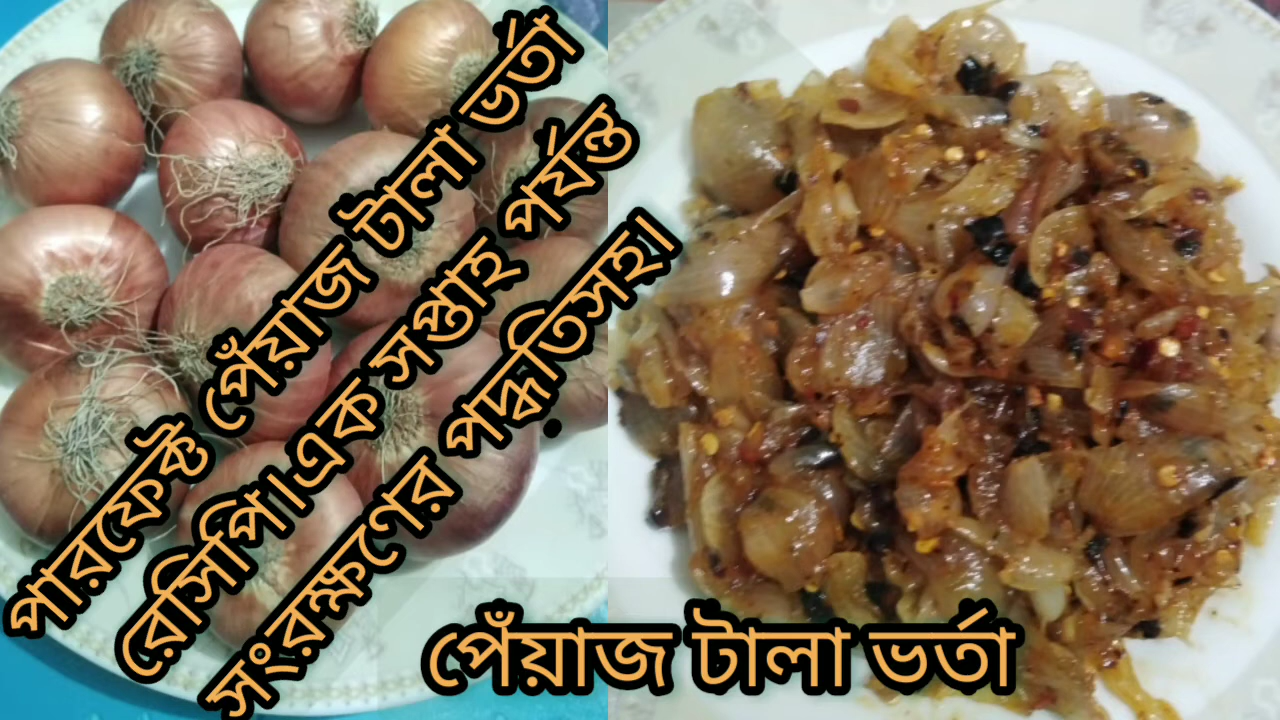 পারফেক্ট পেঁয়াজ টালা ভর্তা
রেসিপি।এক সপ্তাহ পর্যন্ত
সংরক্ষণের পদ্ধতিসহ।
পেঁয়াজ টালা ভর্তা